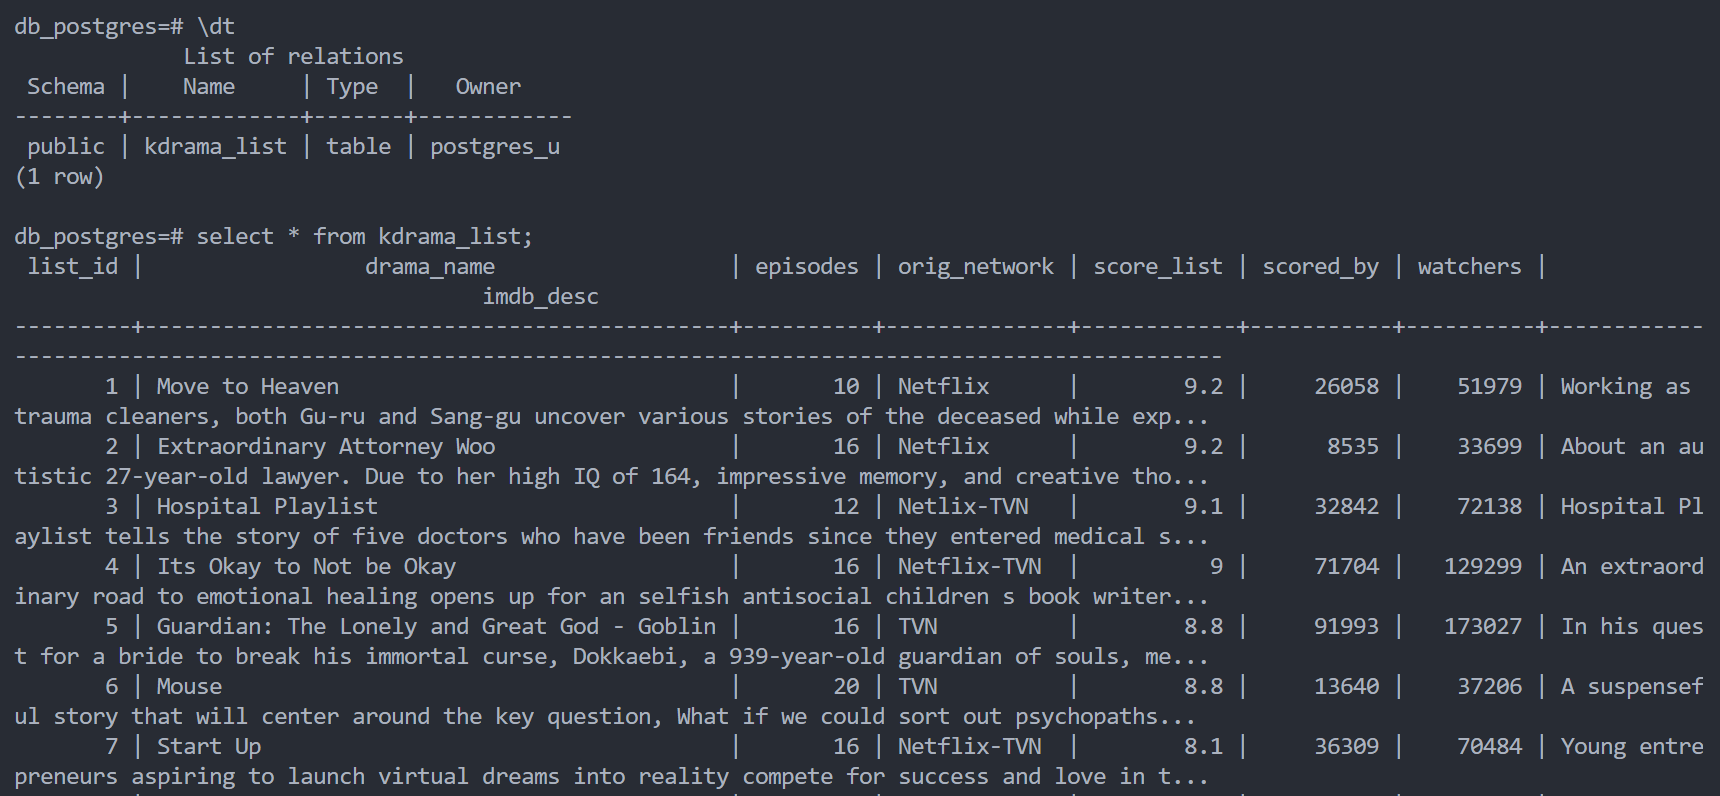 db_postgres=# \dt
            List of relations
 Schema |    Name     | Type  |   Owner
--------+-------------+-------+------------
 public | kdrama_list | table | postgres_u
(1 row)

db_postgres=# select * from kdrama_list;
 list_id |                 drama_name                  | episodes | orig_network | score_list | scored_by | watchers |
                                    imdb_desc
---------+---------------------------------------------+----------+--------------+------------+-----------+----------+------------
---------------------------------------------------------------------------------------------
       1 | Move to Heaven                              |       10 | Netflix      |        9.2 |     26058 |    51979 | Working as
trauma cleaners, both Gu-ru and Sang-gu uncover various stories of the deceased while exp...
       2 | Extraordinary Attorney Woo                  |       16 | Netflix      |        9.2 |      8535 |    33699 | About an au
tistic 27-year-old lawyer. Due to her high IQ of 164, impressive memory, and creative tho...
       3 | Hospital Playlist                           |       12 | Netlix-TVN   |        9.1 |     32842 |    72138 | Hospital Pl
aylist tells the story of five doctors who have been friends since they entered medical s...
       4 | Its Okay to Not be Okay                     |       16 | Netflix-TVN  |          9 |     71704 |   129299 | An extraord
inary road to emotional healing opens up for an selfish antisocial children s book writer...
       5 | Guardian: The Lonely and Great God - Goblin |       16 | TVN          |        8.8 |     91993 |   173027 | In his ques
t for a bride to break his immortal curse, Dokkaebi, a 939-year-old guardian of souls, me...
       6 | Mouse                                       |       20 | TVN          |        8.8 |     13640 |    37206 | A suspensef
ul story that will center around the key question, What if we could sort out psychopaths...
       7 | Start Up                                    |       16 | Netflix-TVN  |        8.1 |     36309 |    70484 | Young entre
preneurs aspiring to launch virtual dreams into reality compete for success and love in t...